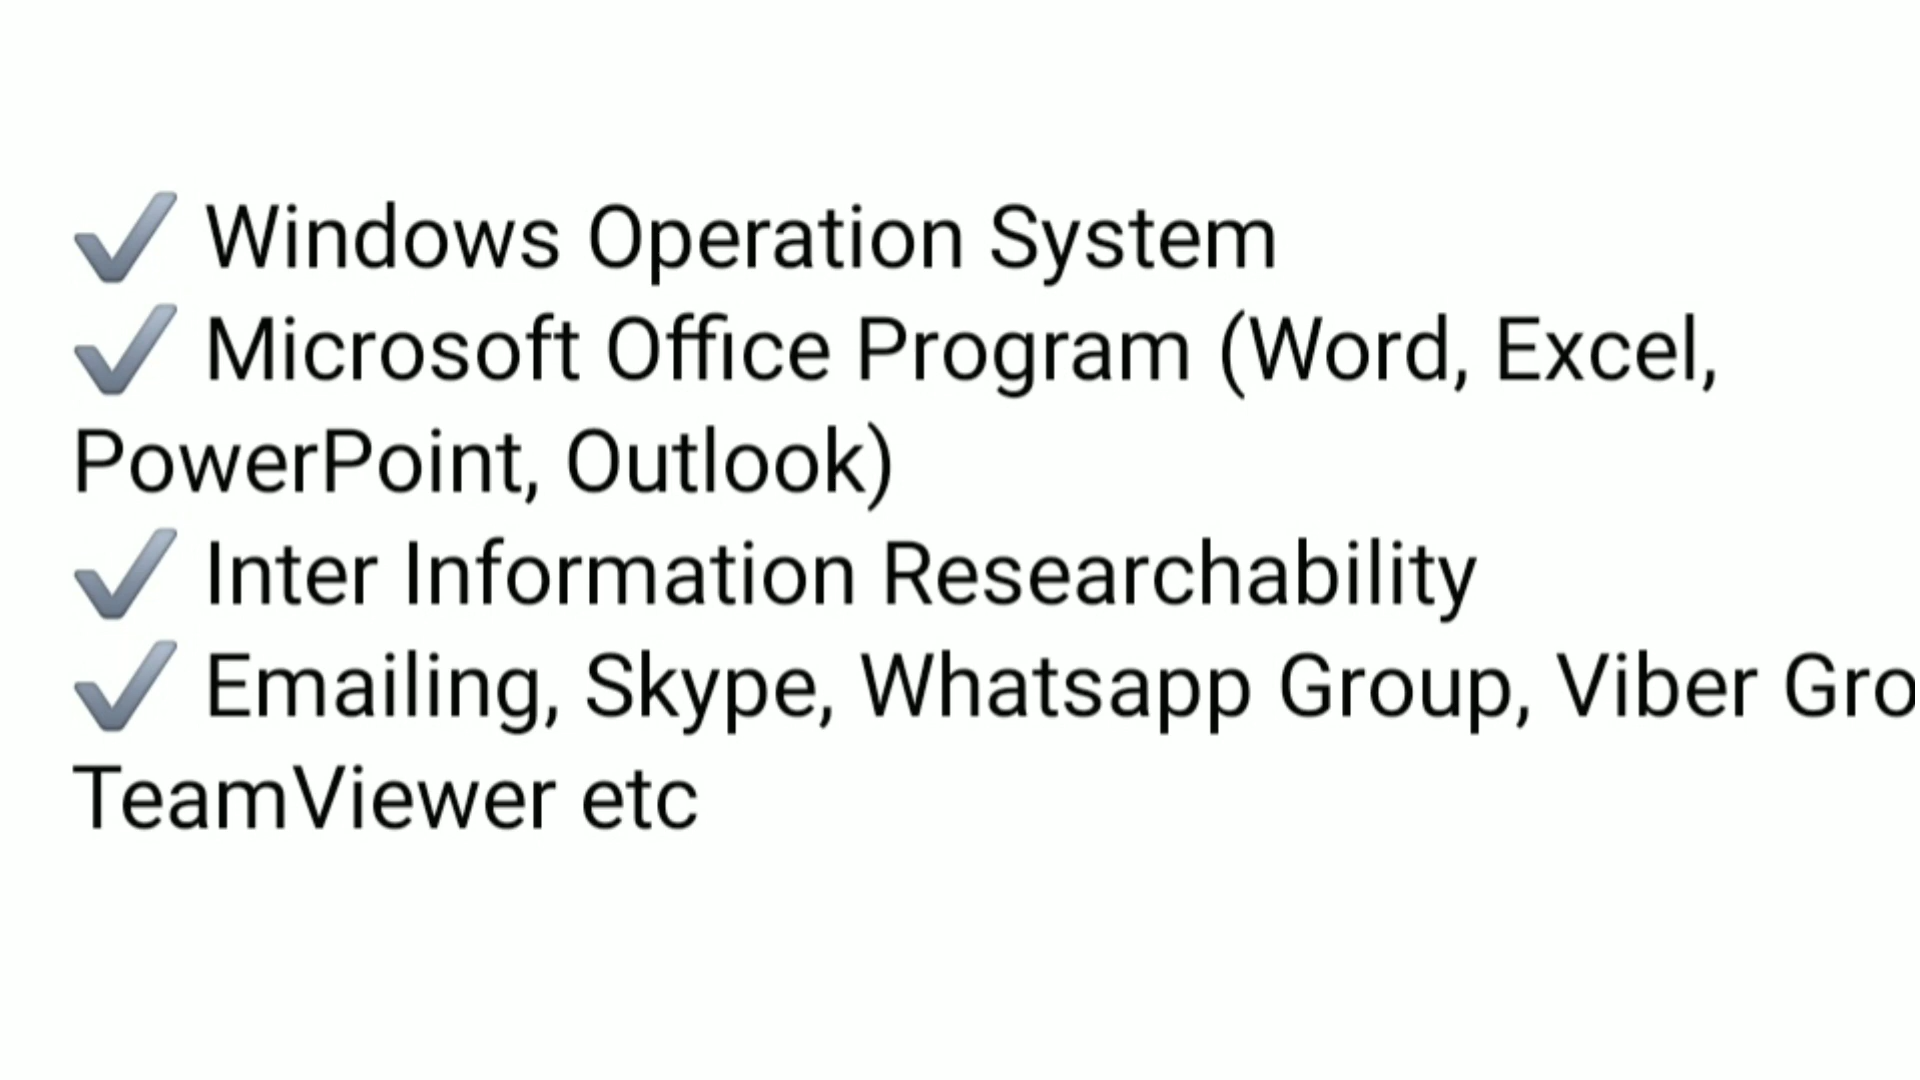 ✔ Windows Operation System
✔ Microsoft Office Program (Word, Excel,
PowerPoint, Outlook)
✔ Inter Information Researchability
✔ Emailing, Skype, Whatsapp Group, Viber
TeamViewer etc